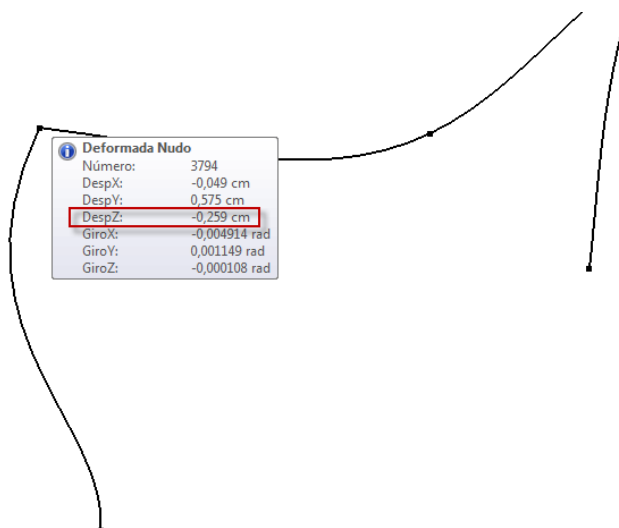 Deformada Nudo
Número: 3794
DespX: -0,049 cm
DespY: 0,575 cm
DespZ: -0,259 cm
GiroX: -0,004914 rad
GiroY: 0,001149 rad
GiroZ: -0,000108 rad